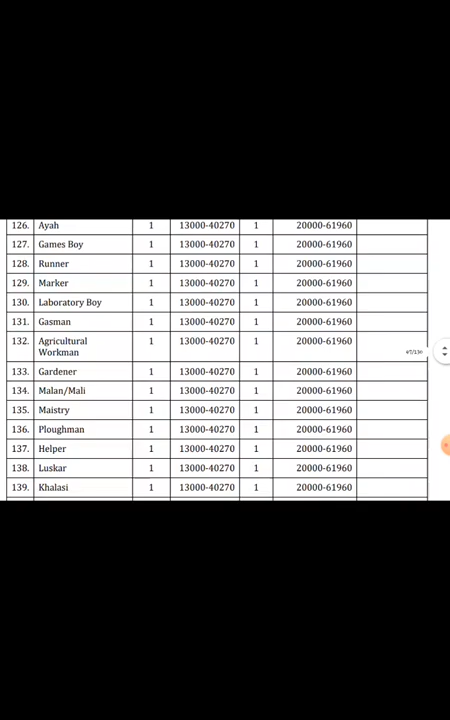 126. Ayah 1 13000-40270 1 20000-61960
127. Games Boy 1 13000-40270 1 20000-61960
128. Runner 1 13000-40270 1 20000-61960
129. Marker 1 13000-40270 1 20000-61960
130. Laboratory Boy 1 13000-40270 1 20000-61960
131. Gasman 1 13000-40270 1 20000-61960
132. Agricultural 1 13000-40270 1 20000-61960
Workman
47/130
133. Gardener 1 13000-40270 1 20000-61960
134. Malan/Mali 1 13000-40270 1 20000-61960
135. Maistry 1 13000-40270 1 20000-61960
136. Ploughman 1 13000-40270 1 20000-61960
137. Helper 1 13000-40270 1 20000-61960
138. Luskar 1 13000-40270 1 20000-61960
139. Khalasi 1 13000-40270 1 20000-61960